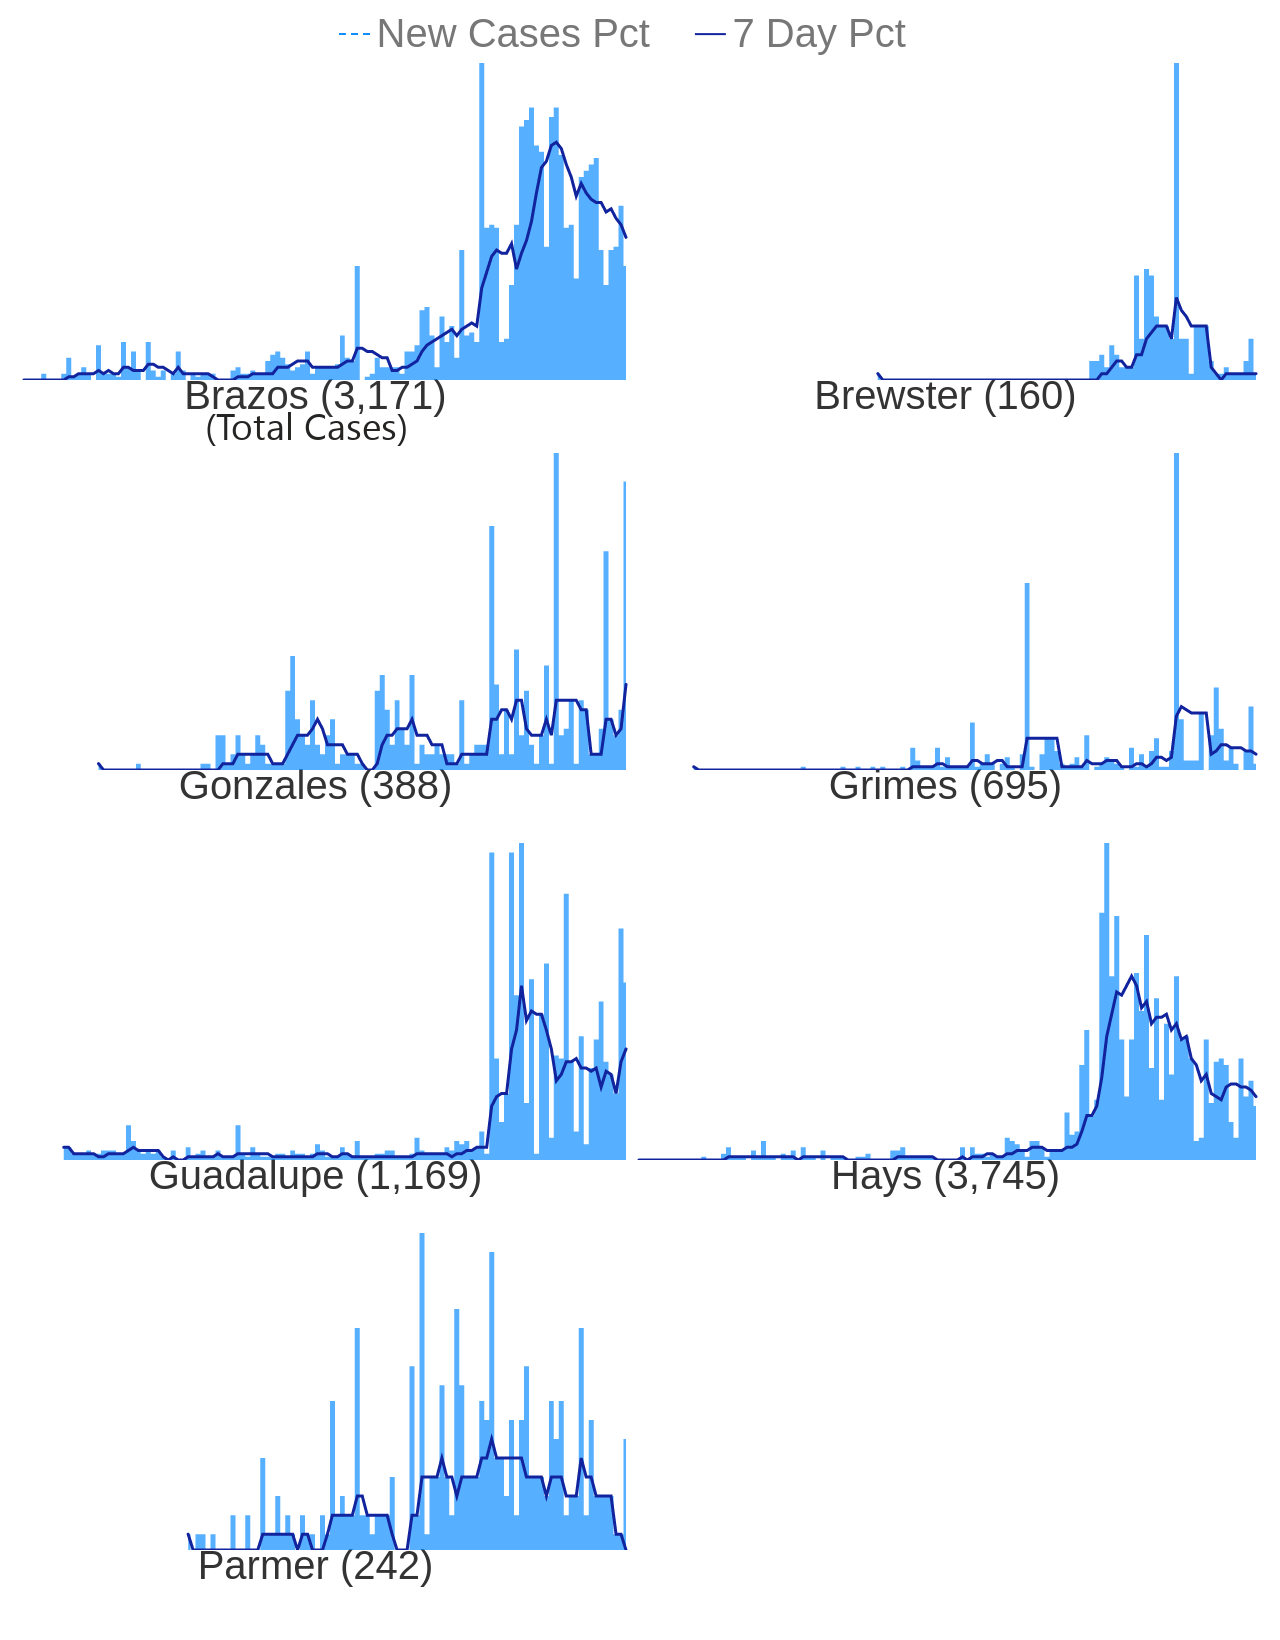 New Cases Pct 7 Day Pct
Brazos (3,171) Brewster (160)
(Total Cases)
Gonzales (388) Grimes (695)
Guadalupe (1,169) Hays (3,745)
Parmer (242)